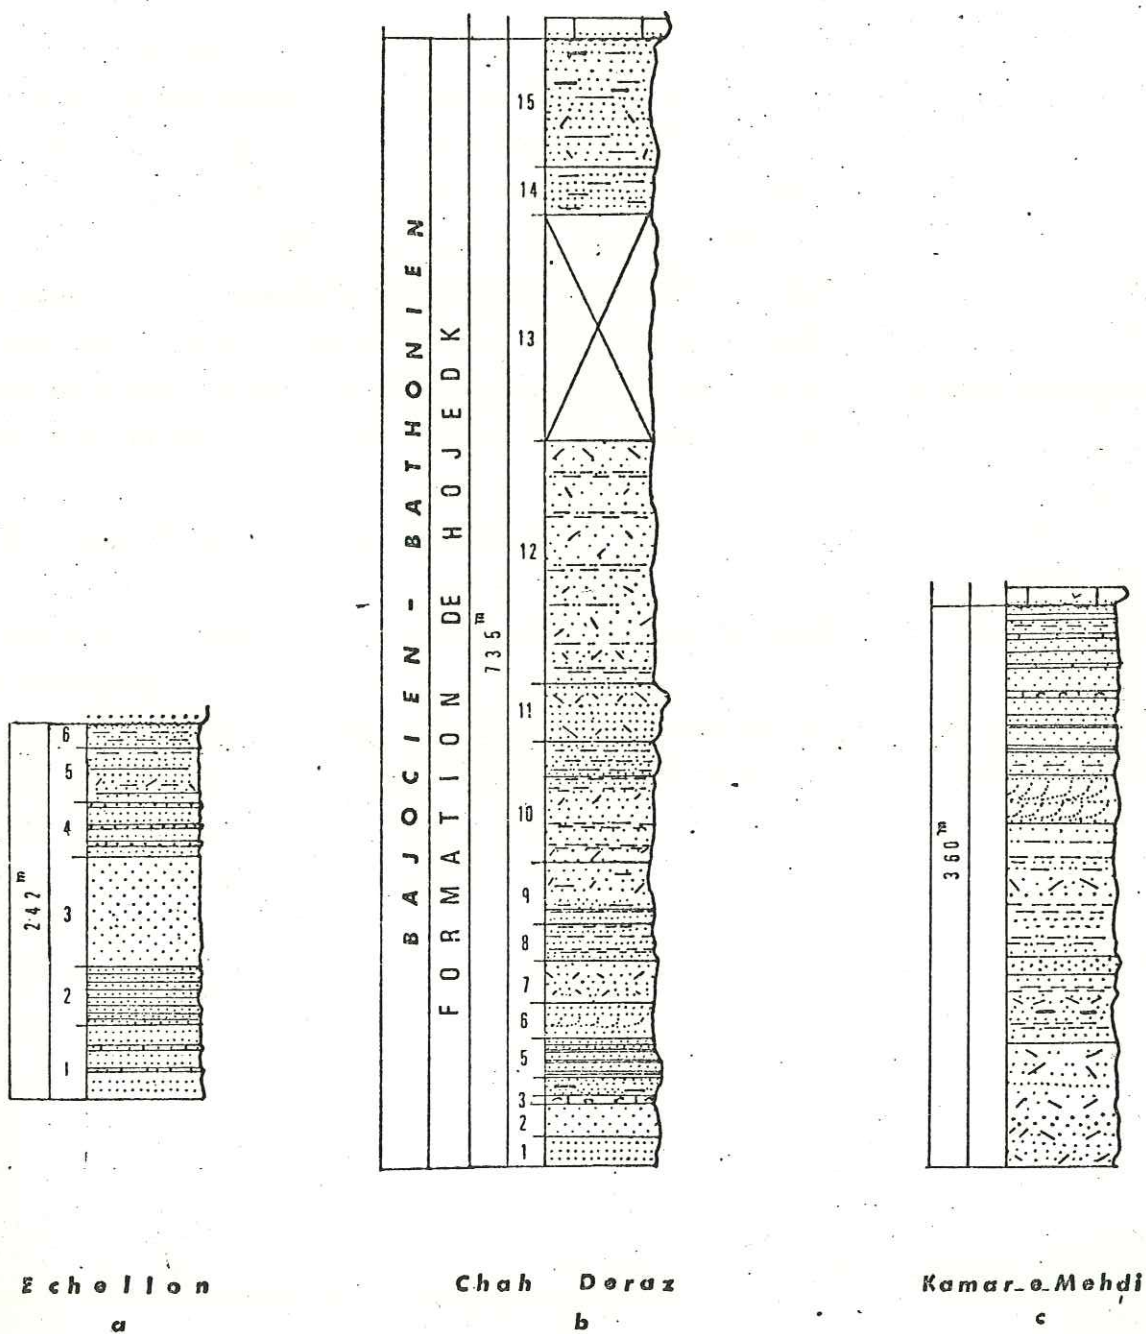 242m
6
5
4
3
2
1
BAJOCIEN - BATHONIEN
FORMATION DE HOJEDK
735m
15
14
13
12
11
10
9
8
7
6
5
3
2
1
360m
Echellon
a
Chah Deraz
b
Kamar-e-Mehdi
c